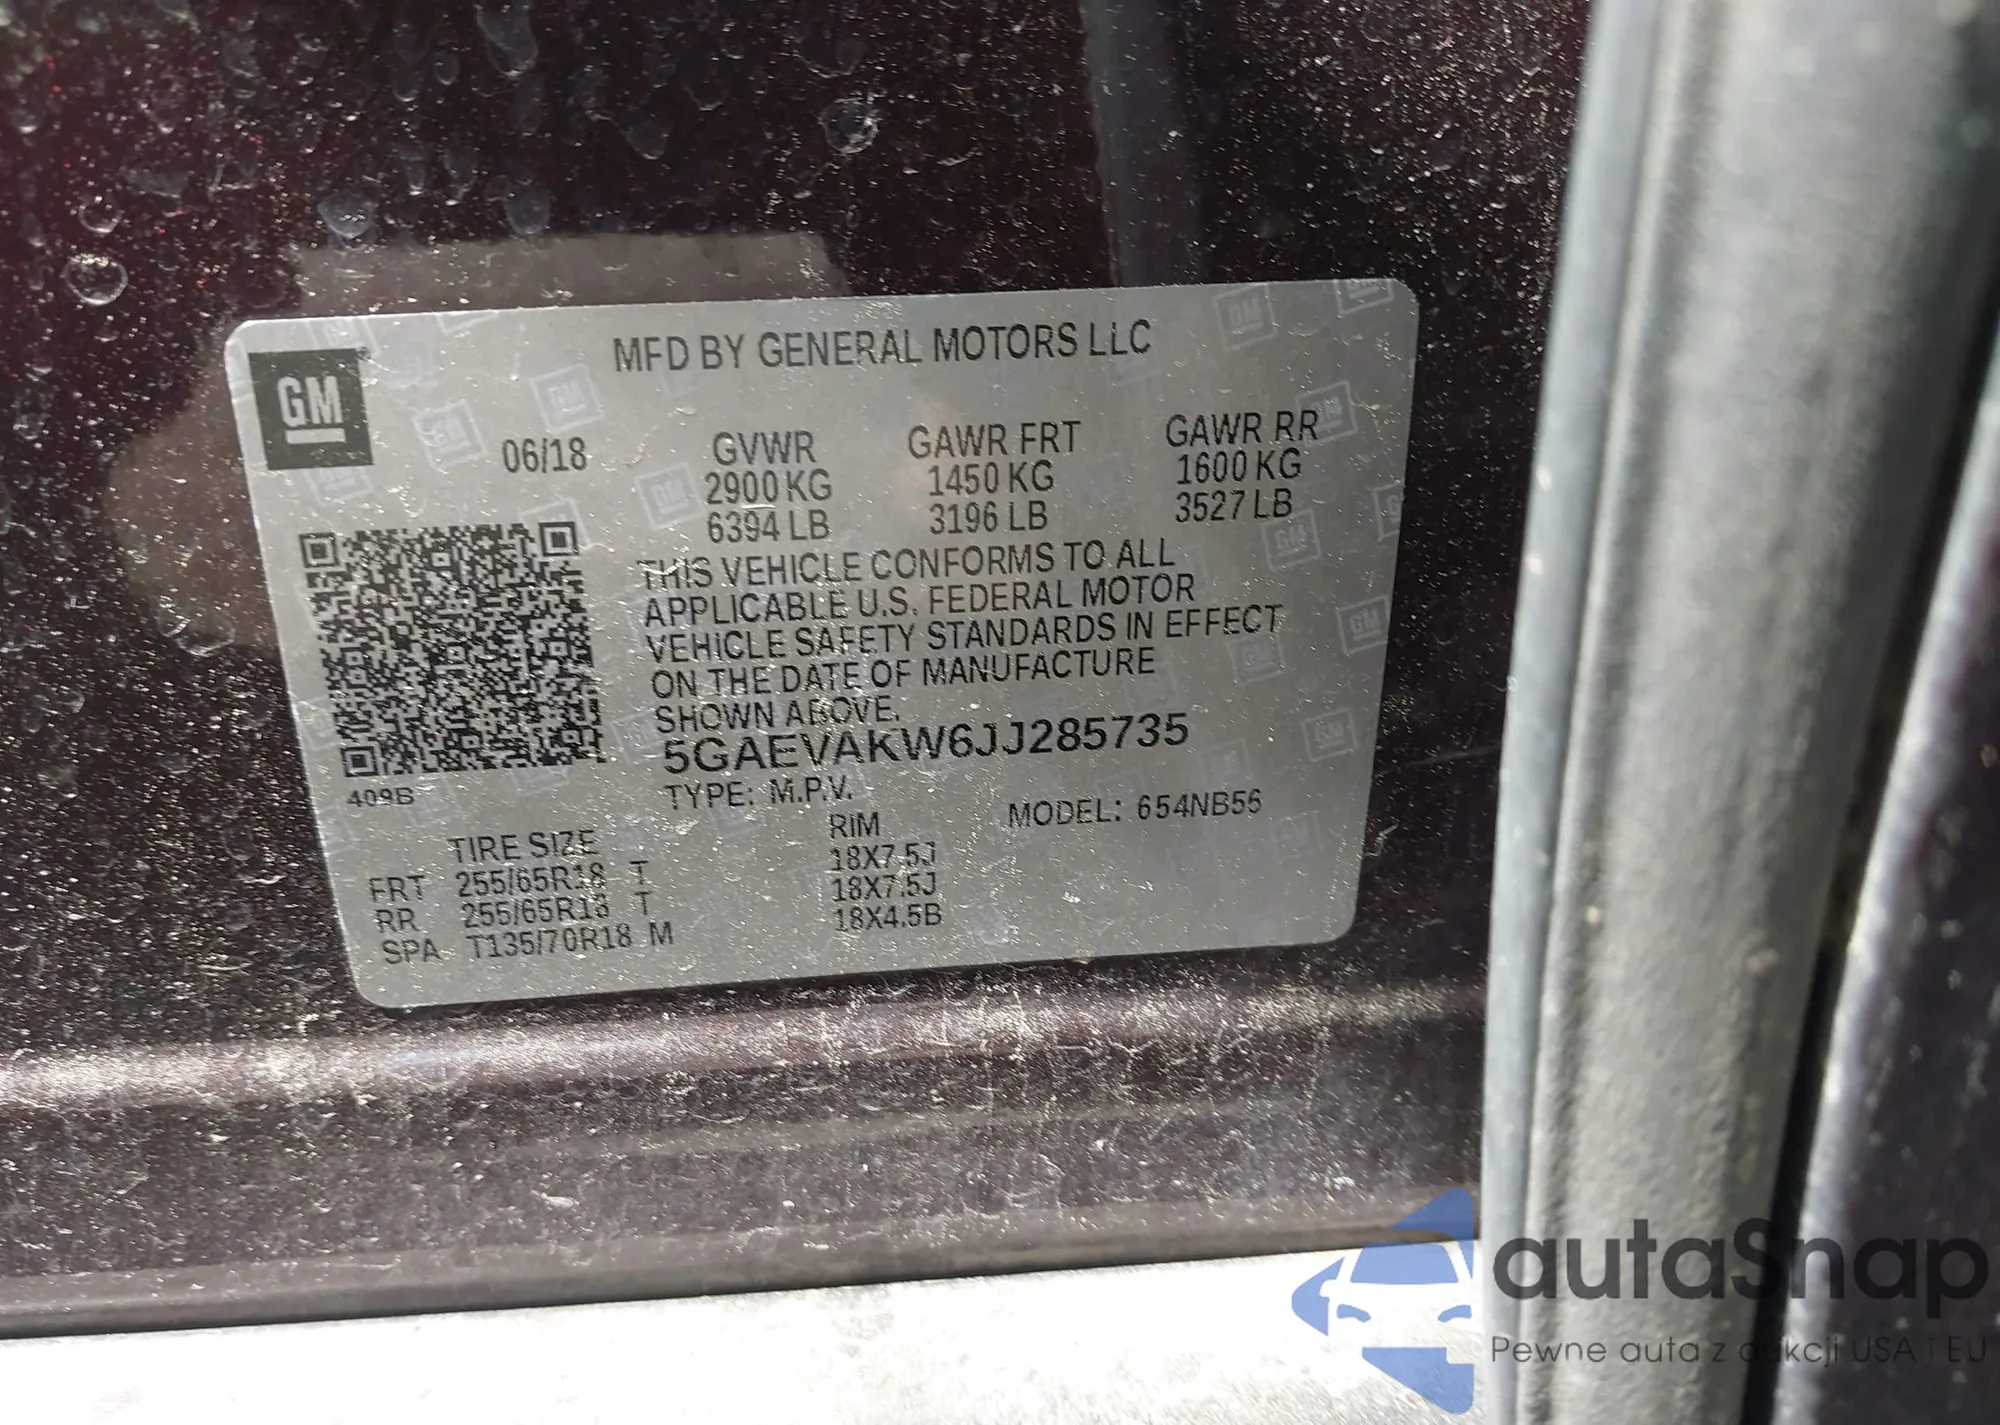 MFD BY GENERAL MOTORS LLC
GM
06/18
GVWR GAWR FRT GAWR RR
2900 KG 1450 KG 1600 KG
6394 LB 3196 LB 3527 LB
THIS VEHICLE CONFORMS TO ALL
APPLICABLE U.S. FEDERAL MOTOR
VEHICLE SAFETY STANDARDS IN EFFECT
ON THE DATE OF MANUFACTURE
SHOWN ABOVE.
5GAEVAKW6JJ285735
409B
TYPE: M.P.V.
MODEL: 654NB56
TIRE SIZE RIM
FRT 255/65R18 T 18X7.5J
RR 255/65R18 T 18X7.5J
SPA T135/70R18 M 18X4.5B
autaSnap
Pewne auta z aukcji USA i EU